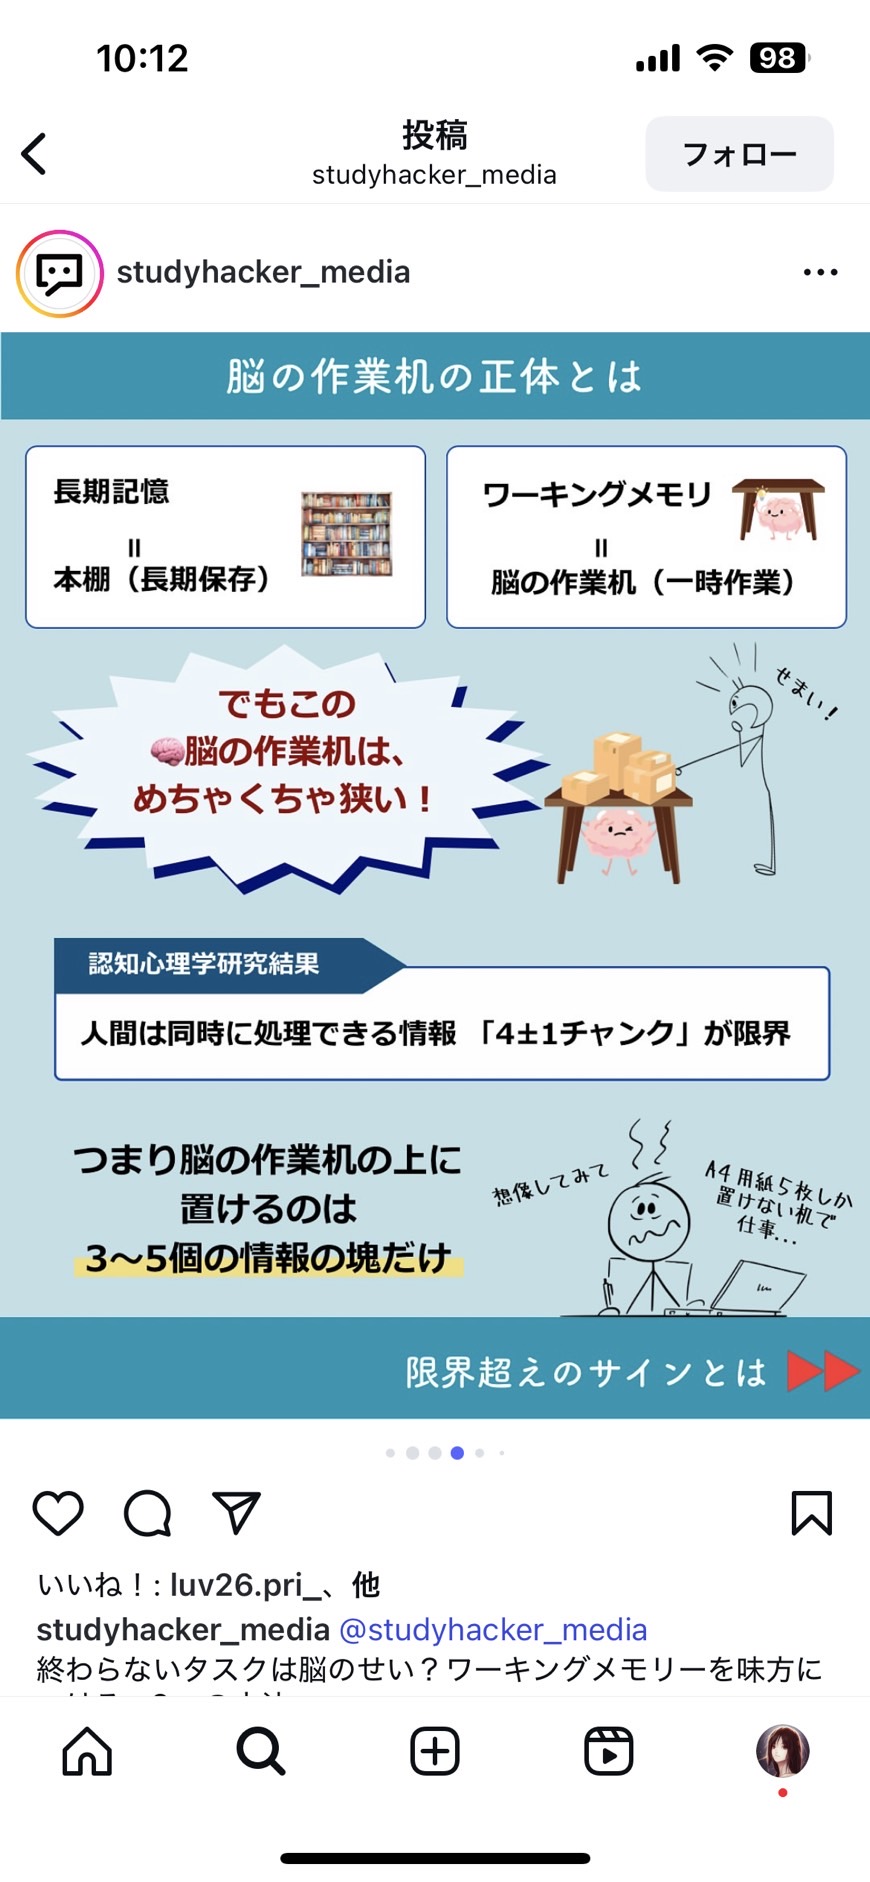 10:12
98
投稿
studyhacker_media
フォロー
studyhacker_media
脳の作業机の正体とは
長期記憶
=
本棚（長期保存）
ワーキングメモリ
=
脳の作業机（一時作業）
でもこの
🧠脳の作業机は、
めちゃくちゃ狭い！
せまい！
認知心理学研究結果
人間は同時に処理できる情報 「4±1チャンク」が限界
つまり脳の作業机の上に
置けるのは
3〜5個の情報の塊だけ
想像してみて
A4用紙5枚しか
置けない机で
仕事...
限界超えのサインとは
いいね！: luv26.pri_、他
studyhacker_media @studyhacker_media
終わらないタスクは脳のせい？ワーキングメモリーを味方に